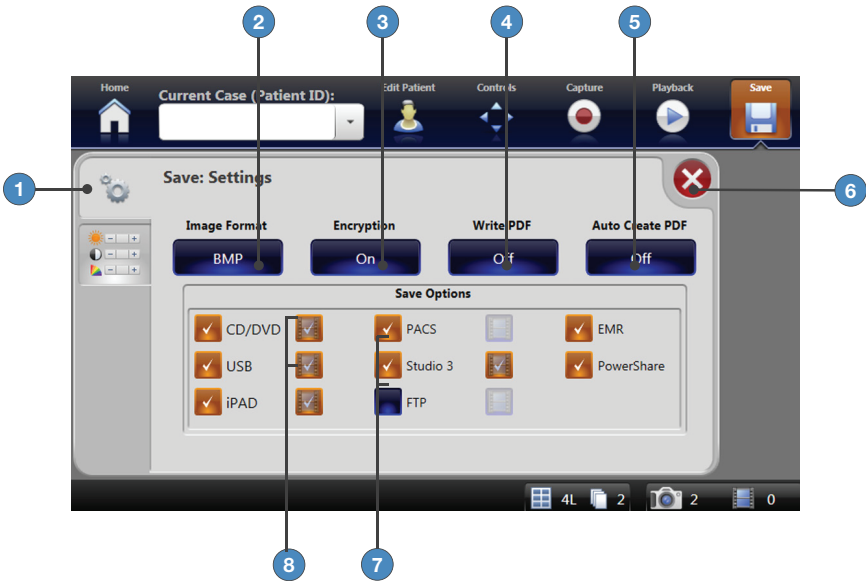 2 3 4 5
Home Edit Patient Controls Capture Playback Save
Current Case (Patient ID):
1
Save: Settings
6
Image Format Encryption Write PDF Auto Create PDF
BMP On Off Off
Save Options
CD/DVD PACS EMR
USB Studio 3 PowerShare
iPAD FTP
4L 2 2 0
8 7